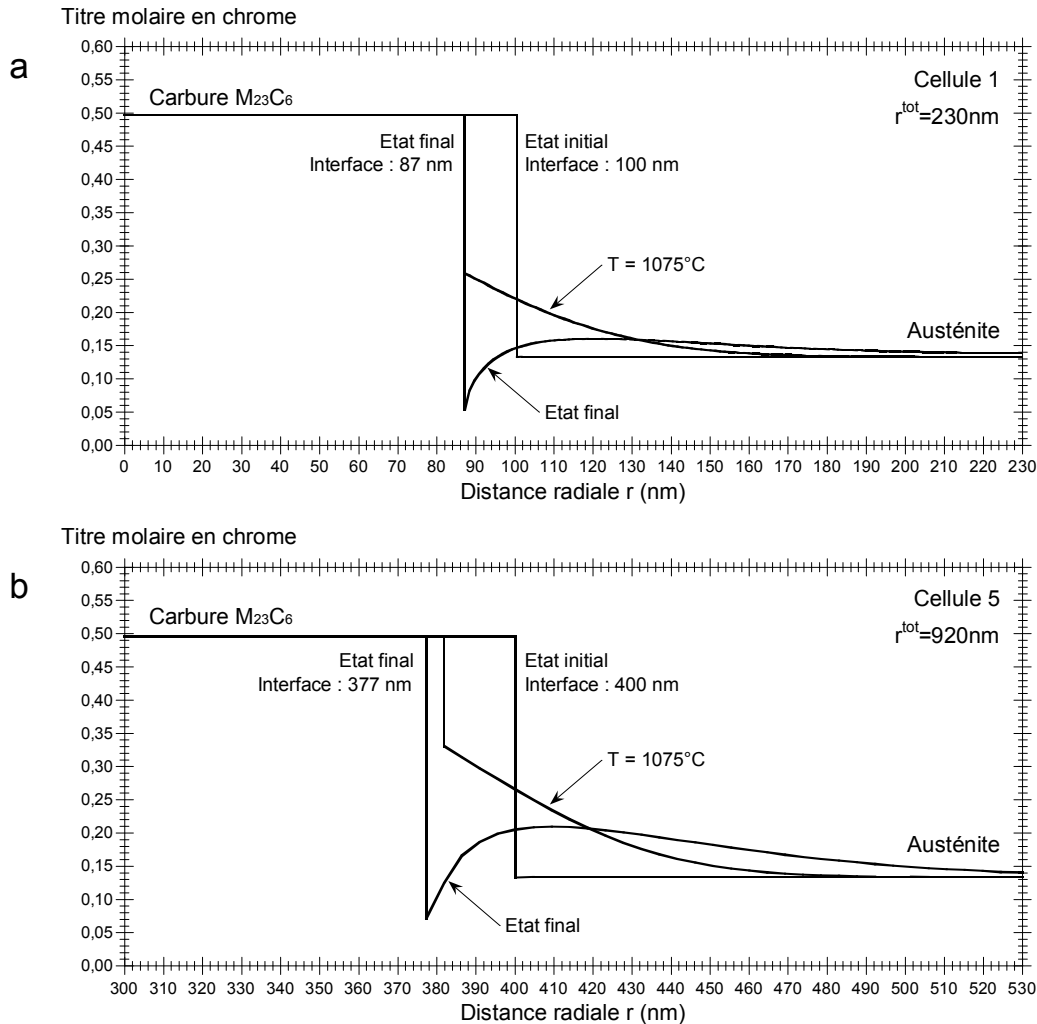 Titre molaire en chrome
a
0,60
0,55
0,50
0,45
0,40
0,35
0,30
0,25
0,20
0,15
0,10
0,05
0,00
Carbure M23C6
Cellule 1
rtot=230nm
Etat final
Interface : 87 nm
Etat initial
Interface : 100 nm
T = 1075°C
Austénite
Etat final
0 10 20 30 40 50 60 70 80 90 100 110 120 130 140 150 160 170 180 190 200 210 220 230
Distance radiale r (nm)
Titre molaire en chrome
b
0,60
0,55
0,50
0,45
0,40
0,35
0,30
0,25
0,20
0,15
0,10
0,05
0,00
Carbure M23C6
Cellule 5
rtot=920nm
Etat final
Interface : 377 nm
Etat initial
Interface : 400 nm
T = 1075°C
Austénite
Etat final
300 310 320 330 340 350 360 370 380 390 400 410 420 430 440 450 460 470 480 490 500 510 520 530
Distance radiale r (nm)